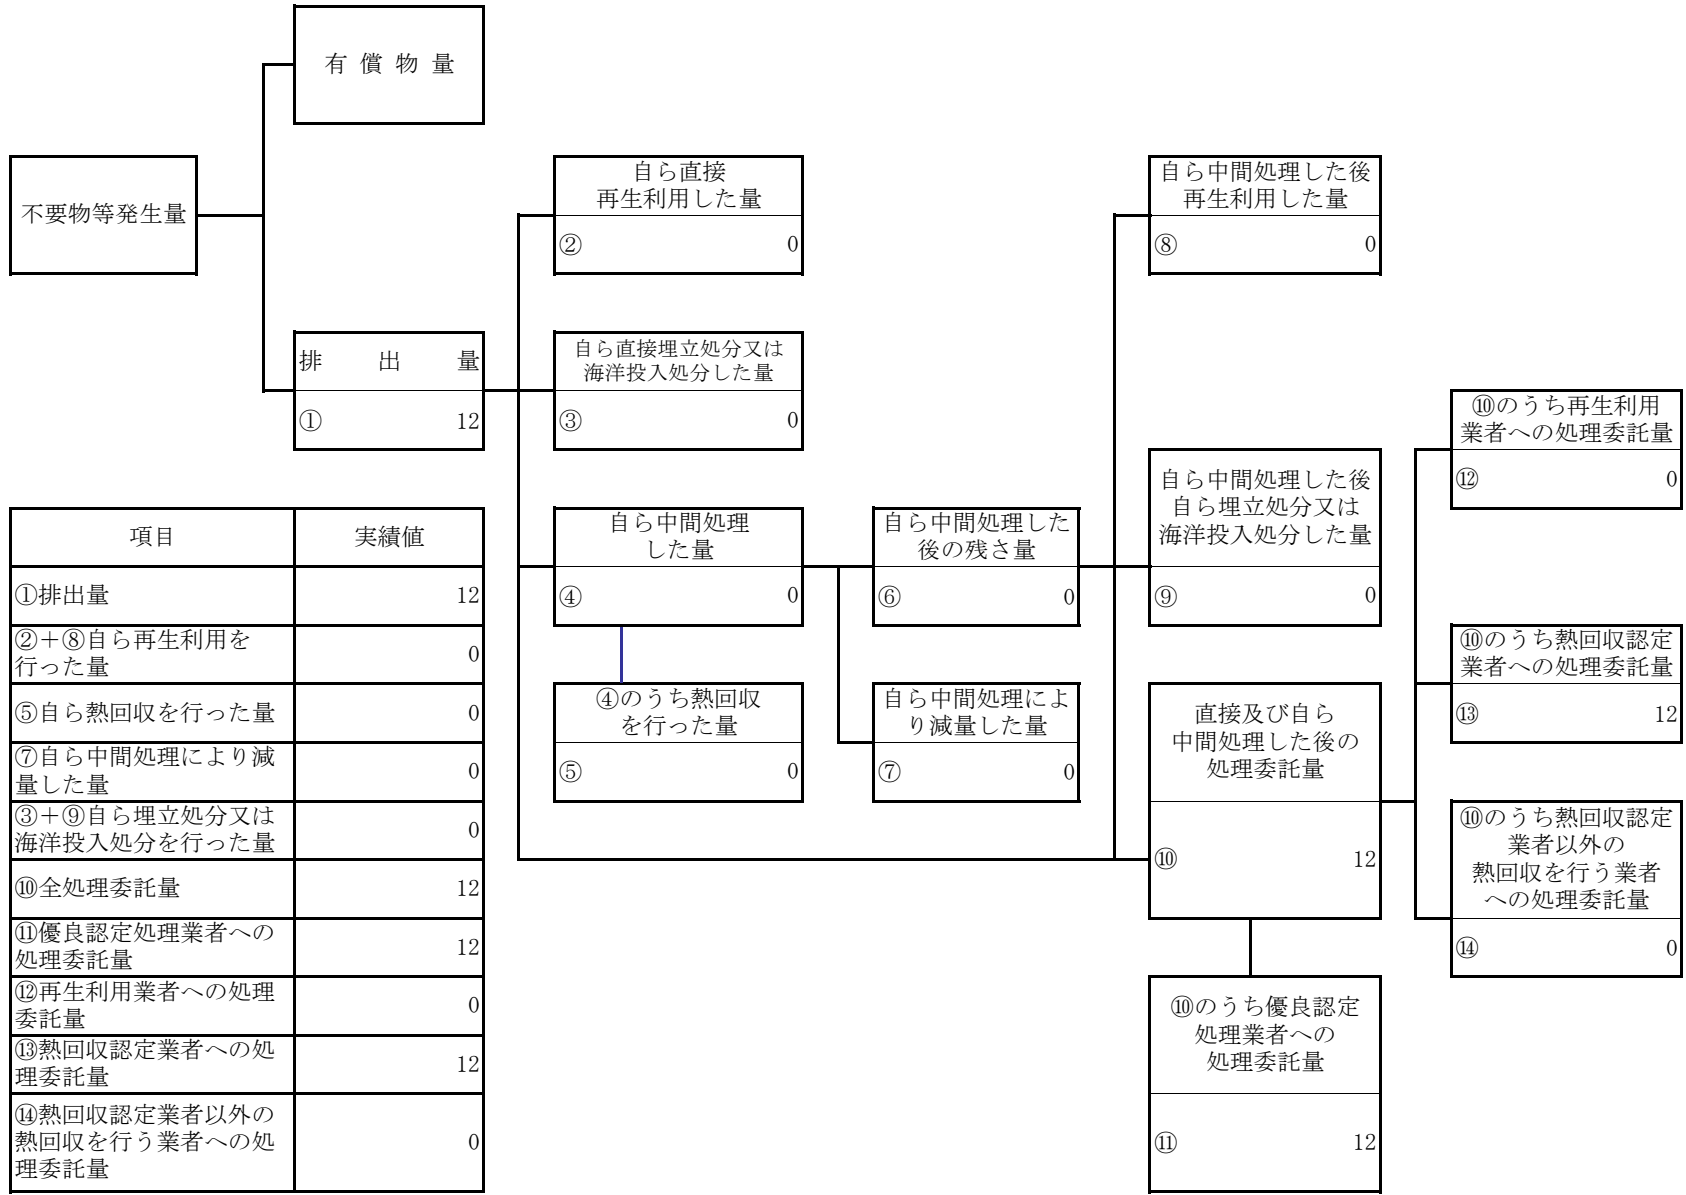 有償物量
不要物等発生量
排出量
① 12
自ら直接
再生利用した量
② 0
自ら直接埋立処分又は
海洋投入処分した量
③ 0
自ら中間処理
した量
④ 0
④のうち熱回収
を行った量
⑤ 0
自ら中間処理した
後の残さ量
⑥ 0
自ら中間処理によ
り減量した量
⑦ 0
自ら中間処理した後
再生利用した量
⑧ 0
自ら中間処理した後
自ら埋立処分又は
海洋投入処分した量
⑨ 0
直接及び自ら
中間処理した後の
処理委託量
⑩ 12
⑩のうち優良認定
処理業者への
処理委託量
⑪ 12
⑩のうち再生利用
業者への処理委託量
⑫ 0
⑩のうち熱回収認定
業者への処理委託量
⑬ 12
⑩のうち熱回収認定
業者以外の
熱回収を行う業者
への処理委託量
⑭ 0
項目 実績値
①排出量 12
②＋⑧自ら再生利用を
行った量 0
⑤自ら熱回収を行った量 0
⑦自ら中間処理により減
量した量 0
③＋⑨自ら埋立処分又は
海洋投入処分を行った量 0
⑩全処理委託量 12
⑪優良認定処理業者への
処理委託量 12
⑫再生利用業者への処理
委託量 0
⑬熱回収認定業者への処
理委託量 12
⑭熱回収認定業者以外の
熱回収を行う業者への処
理委託量 0